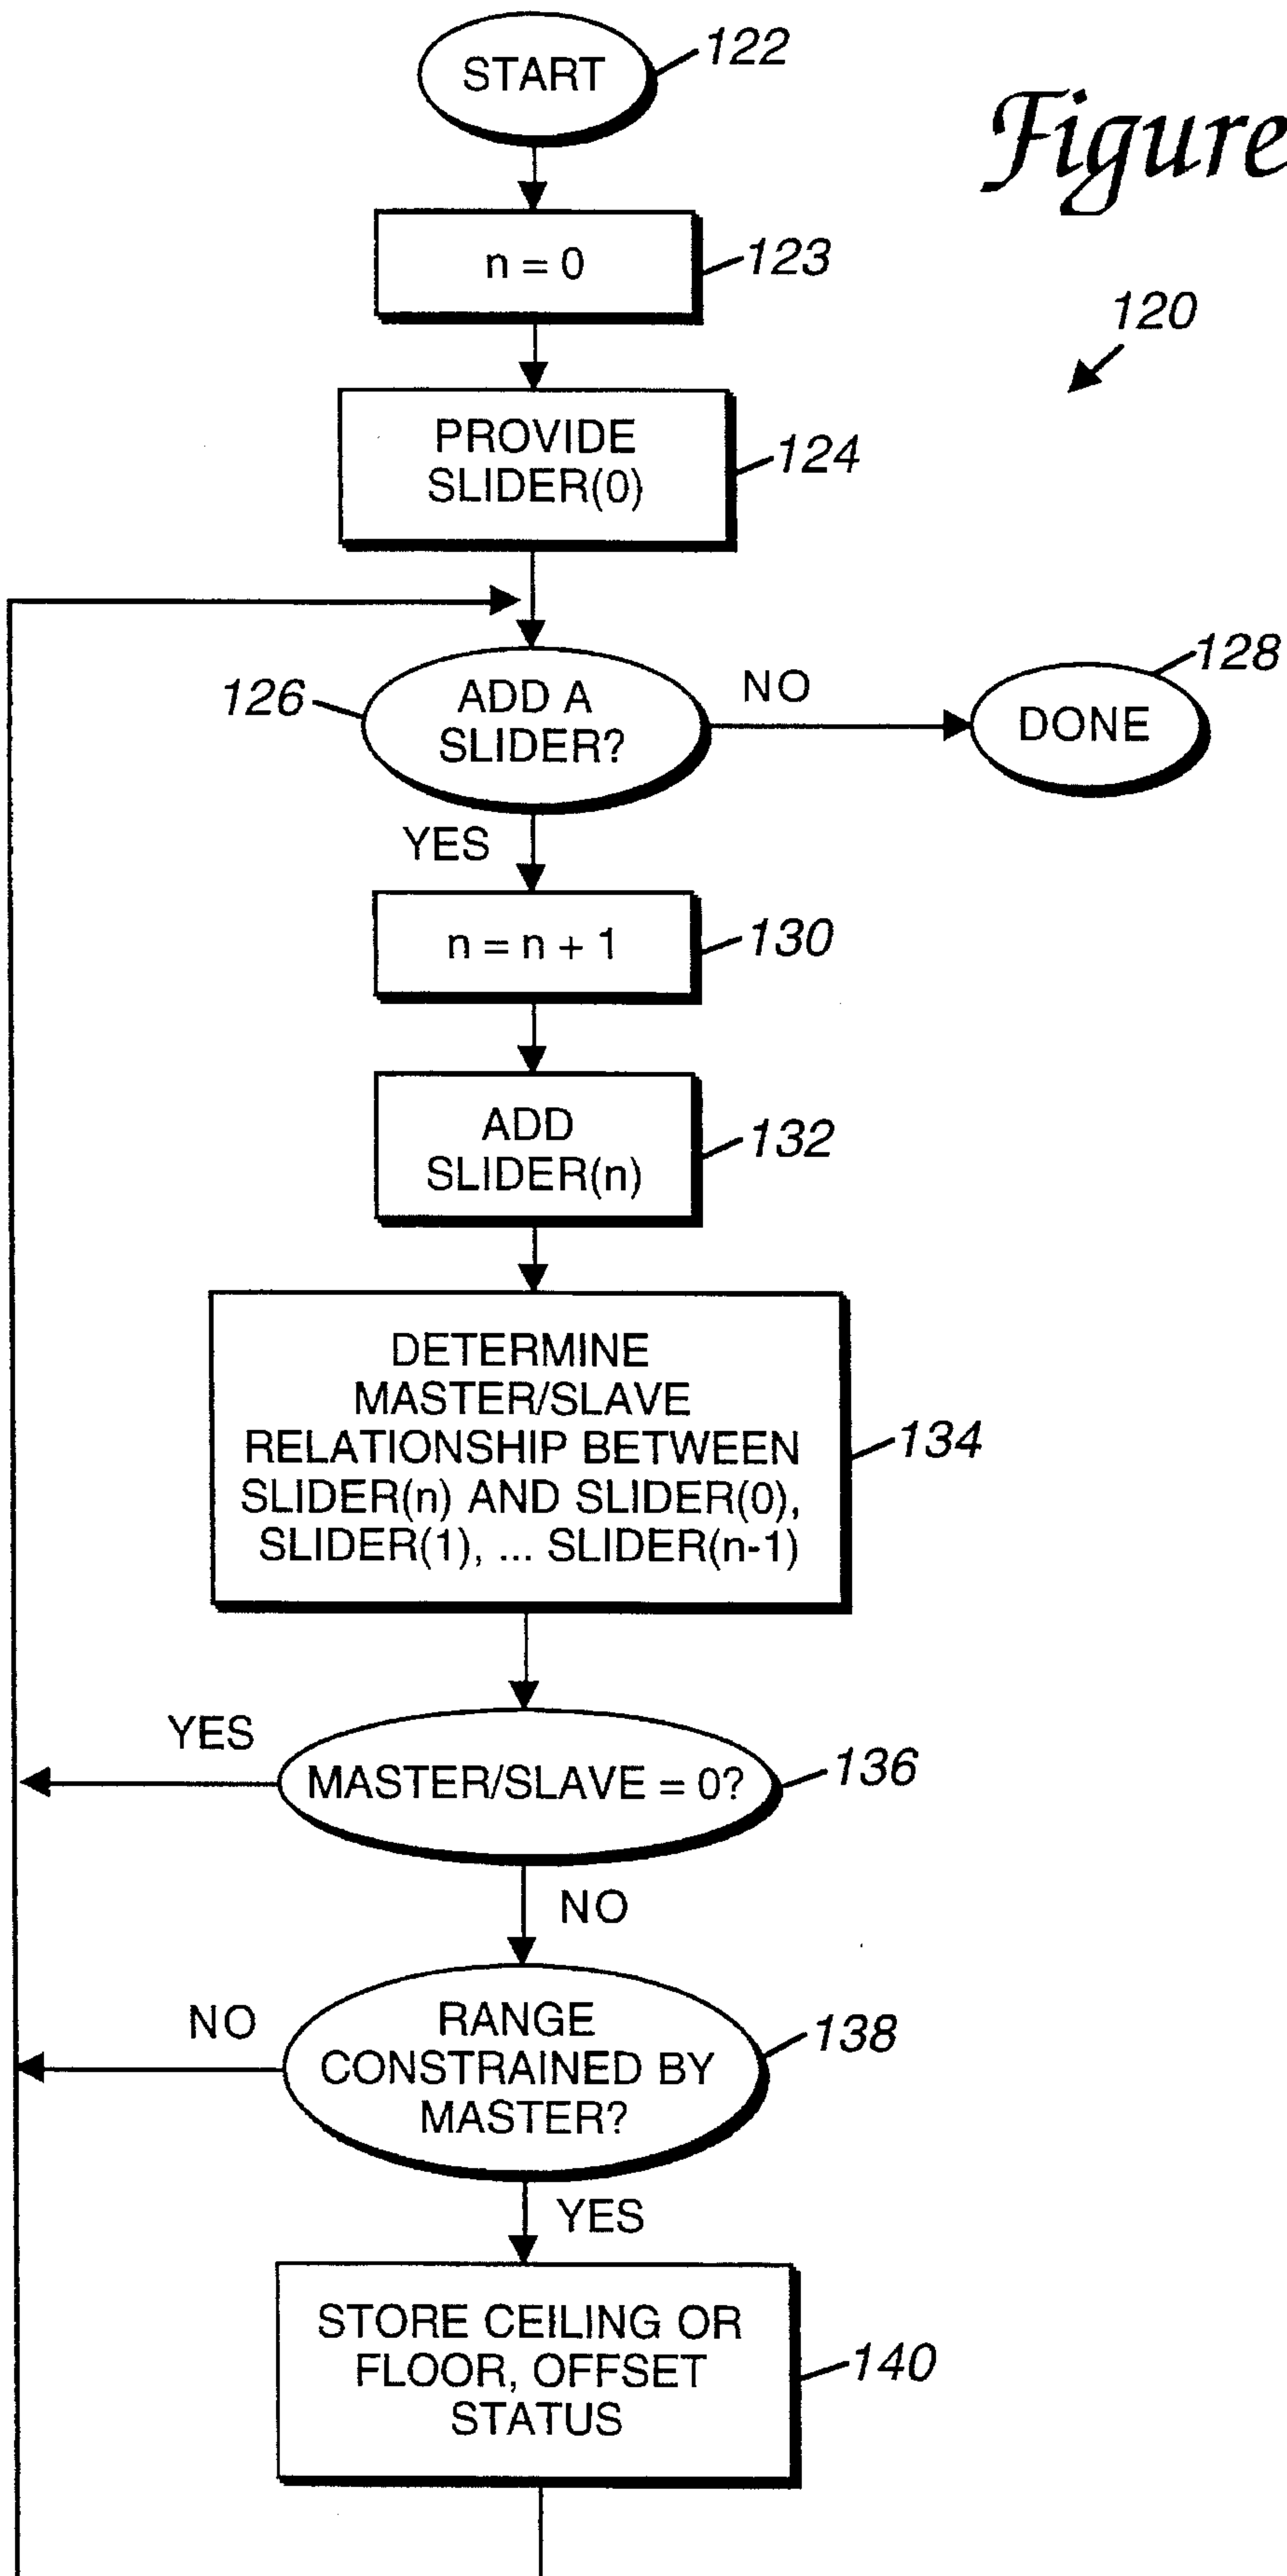 START
122
Figure
n = 0
123
120
PROVIDE
SLIDER(0)
124
126
ADD A
SLIDER?
NO
DONE
128
YES
n = n + 1
130
ADD
SLIDER(n)
132
DETERMINE
MASTER/SLAVE
RELATIONSHIP BETWEEN
SLIDER(n) AND SLIDER(0),
SLIDER(1), ... SLIDER(n-1)
134
YES
MASTER/SLAVE = 0?
136
NO
NO
RANGE
CONSTRAINED BY
MASTER?
138
YES
STORE CEILING OR
FLOOR, OFFSET
STATUS
140